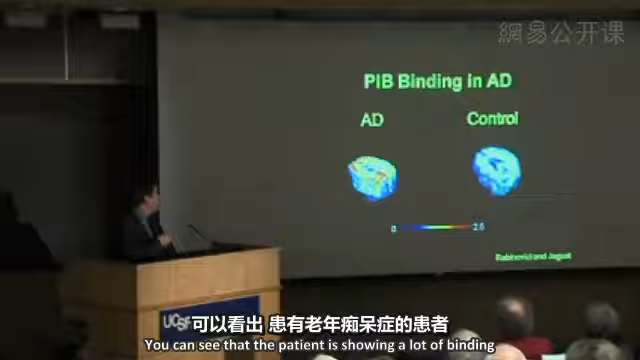 網易公开课
PIB Binding in AD
AD Control
0 2.5
Rabinovici and Jagust
UCSF
可以看出 患有老年痴呆症的患者
You can see that the patient is showing a lot of binding